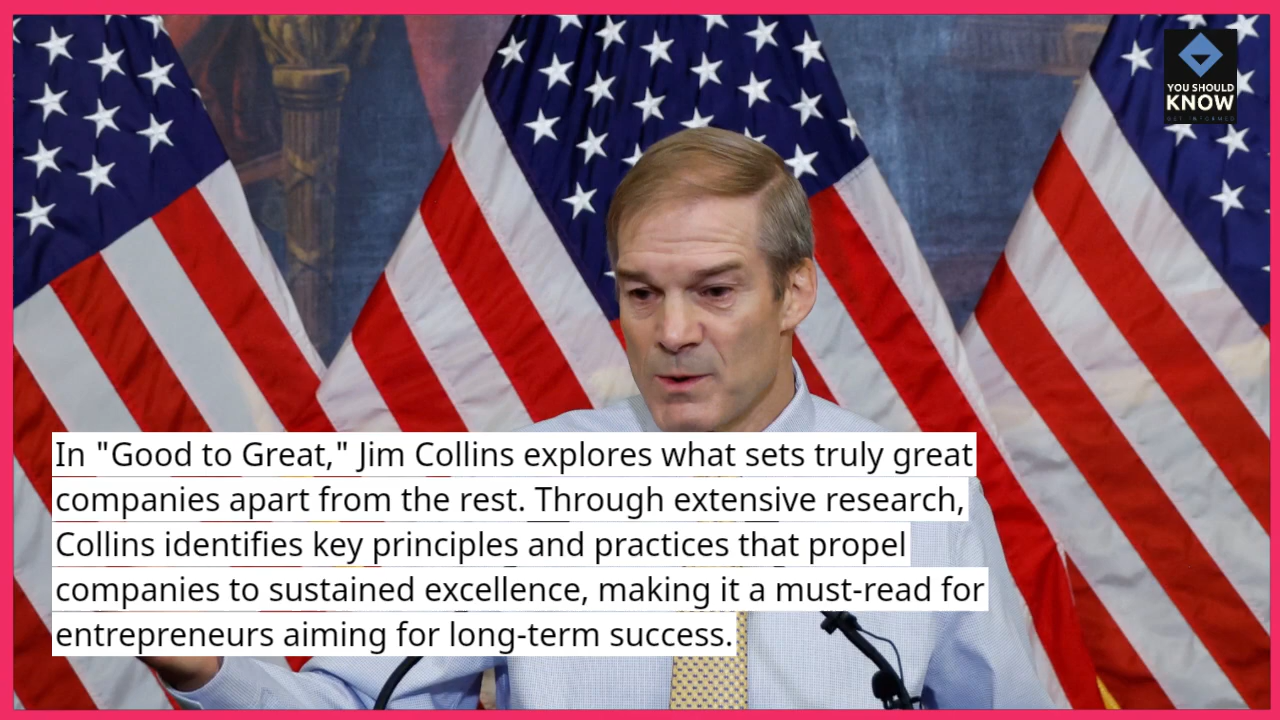 YOU SHOULD
KNOW
GET INFORMED
In "Good to Great," Jim Collins explores what sets truly great
companies apart from the rest. Through extensive research,
Collins identifies key principles and practices that propel
companies to sustained excellence, making it a must-read for
entrepreneurs aiming for long-term success.